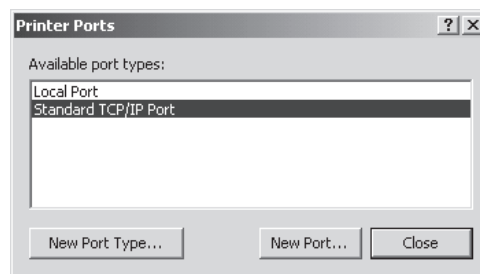 Printer Ports
Available port types:
Local Port
Standard TCP/IP Port
New Port Type... New Port... Close